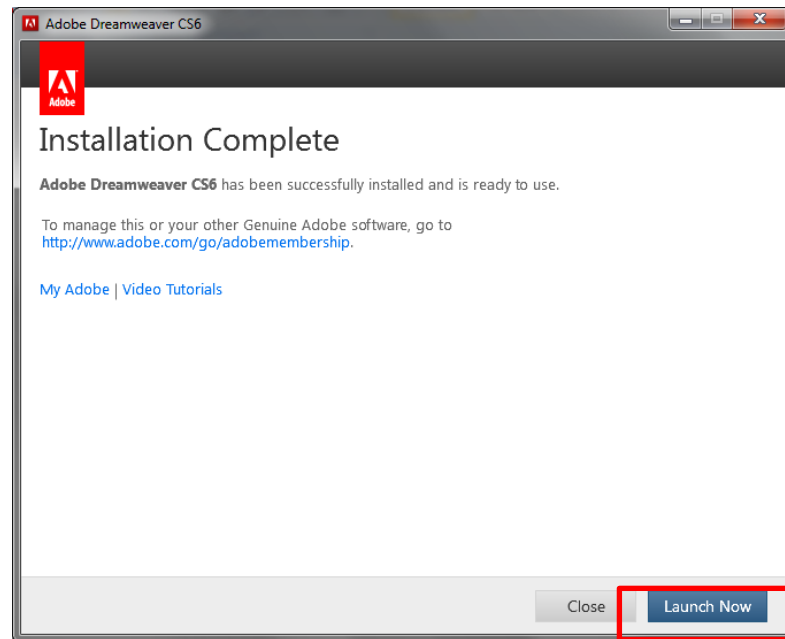 Adobe Dreamweaver CS6
Adobe
Installation Complete
Adobe Dreamweaver CS6 has been successfully installed and is ready to use.
To manage this or your other Genuine Adobe software, go to
http://www.adobe.com/go/adobemembership.
My Adobe | Video Tutorials
Close
Launch Now